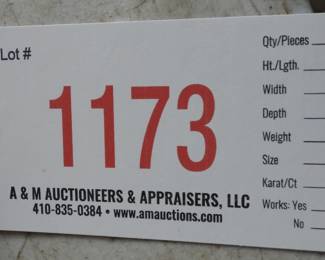 Lot #
1173
A & M AUCTIONEERS & APPRAISERS, LLC
410-835-0384 • www.amauctions.com
Qty/Pieces
Ht./Lgth.
Width
Depth
Weight
Size
Karat/Ct
Works: Yes
No